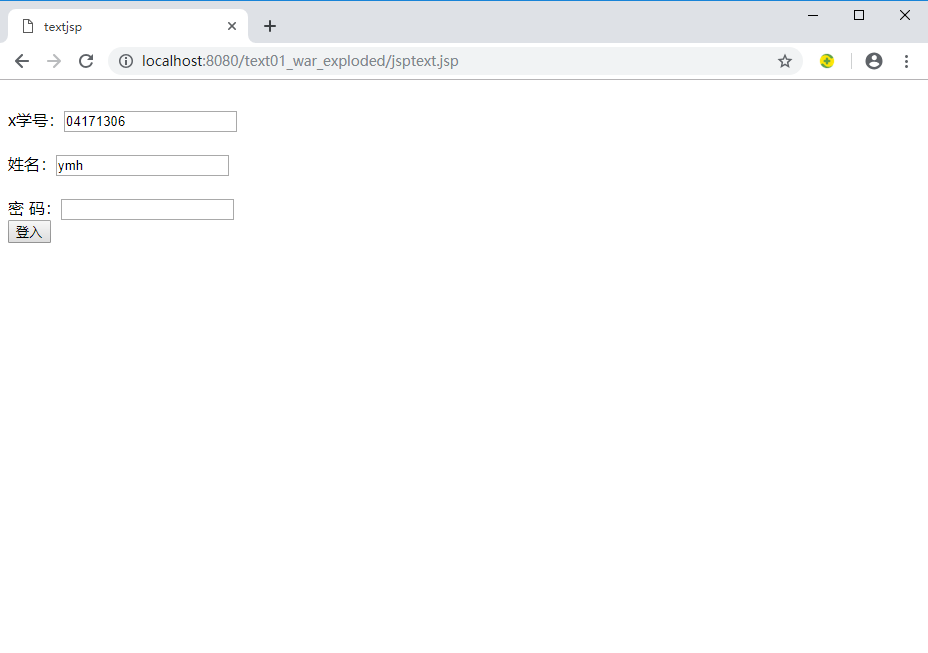 textjsp
localhost:8080/text01_war_exploded/jsptext.jsp
x学号：04171306
姓名：ymh
密 码：
登入